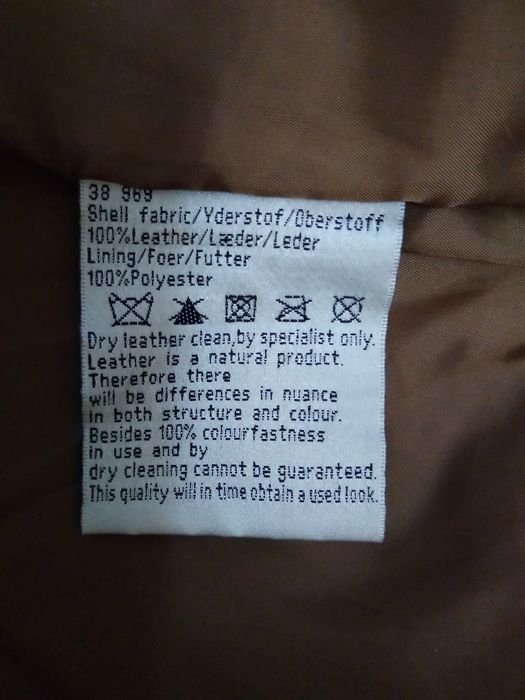 38 969
Shell fabric/Yderstof/Oberstoff
100%Leather/Læder/Leder
Lining/Foer/Futter
100%Polyester
Dry leather clean,by specialist only.
Leather is a natural product.
Therefore there
will be differences in nuance
in both structure and colour.
Besides 100% colourfastness
in use and by
dry cleaning cannot be guaranteed.
This quality will in time obtain a used look.